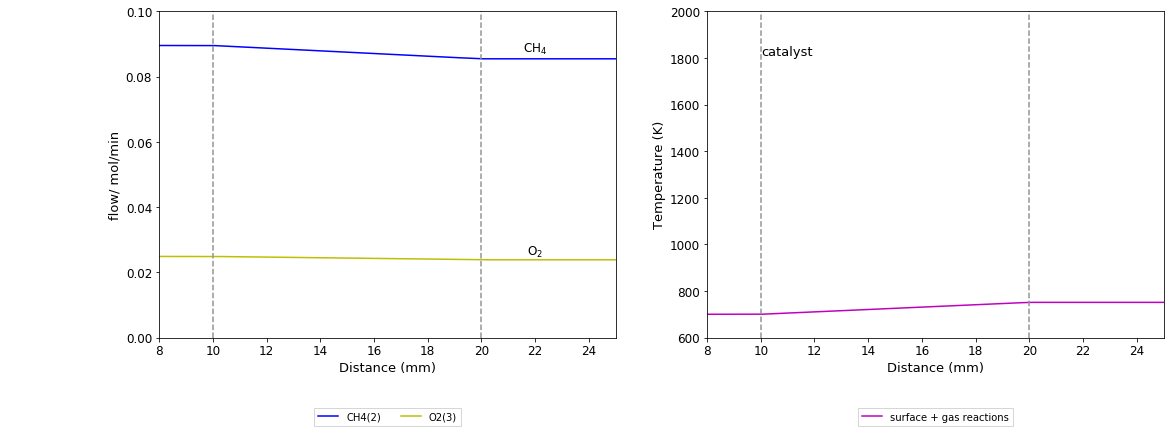 0.10
0.08
0.06
0.04
0.02
0.00
flow/ mol/min
CH₄
O₂
8 10 12 14 16 18 20 22 24
Distance (mm)
CH4(2) O2(3)
2000
1800
1600
1400
1200
1000
800
600
Temperature (K)
catalyst
8 10 12 14 16 18 20 22 24
Distance (mm)
surface + gas reactions